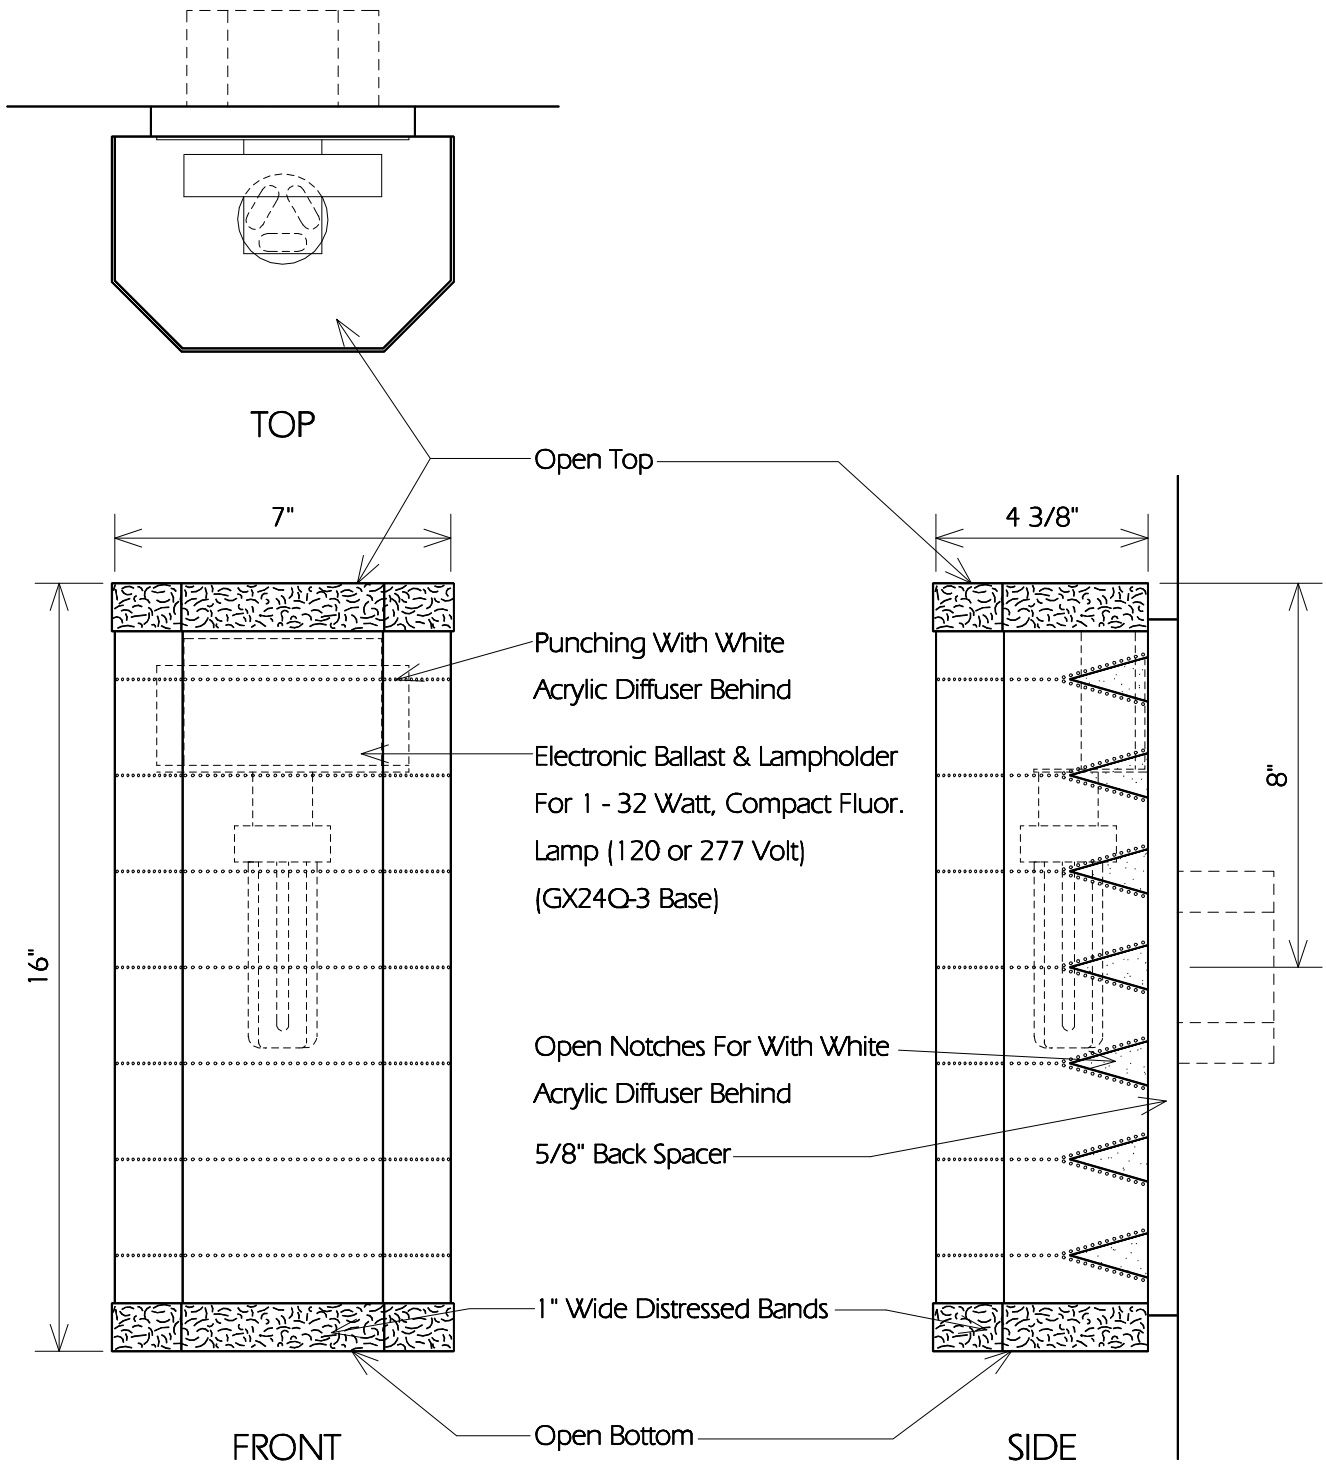 TOP
Open Top
7"
4 3/8"
Punching With White
Acrylic Diffuser Behind
Electronic Ballast & Lampholder
For 1 - 32 Watt, Compact Fluor.
Lamp (120 or 277 Volt)
(GX24Q-3 Base)
8"
16"
Open Notches For With White
Acrylic Diffuser Behind
5/8" Back Spacer
1" Wide Distressed Bands
Open Bottom
FRONT
SIDE